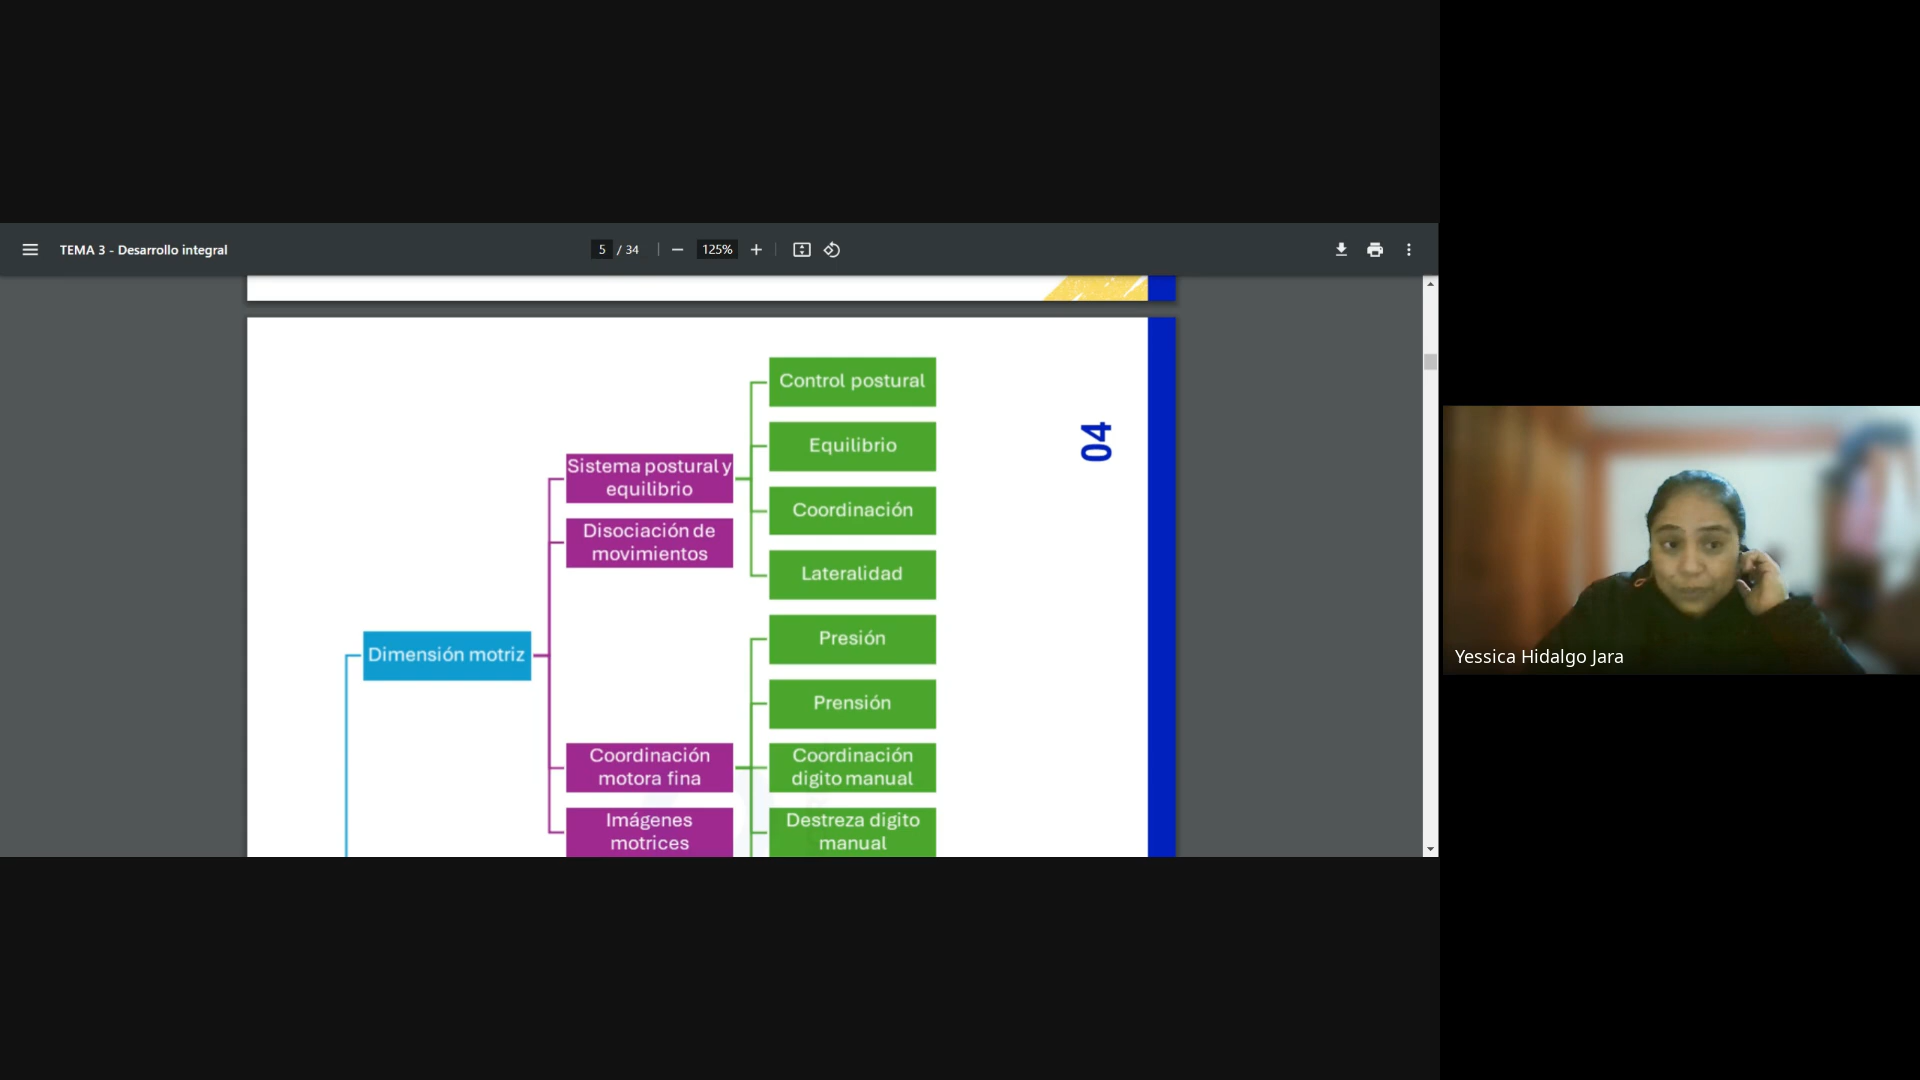 TEMA 3 - Desarrollo integral
5 / 34
125%
Control postural
04
Equilibrio
Sistema postural y
equilibrio
Coordinación
Disociación de
movimientos
Lateralidad
Presión
Dimensión motriz
Yessica Hidalgo Jara
Prensión
Coordinación
motora fina
Coordinación
digito manual
Imágenes
motrices
Destreza digito
manual